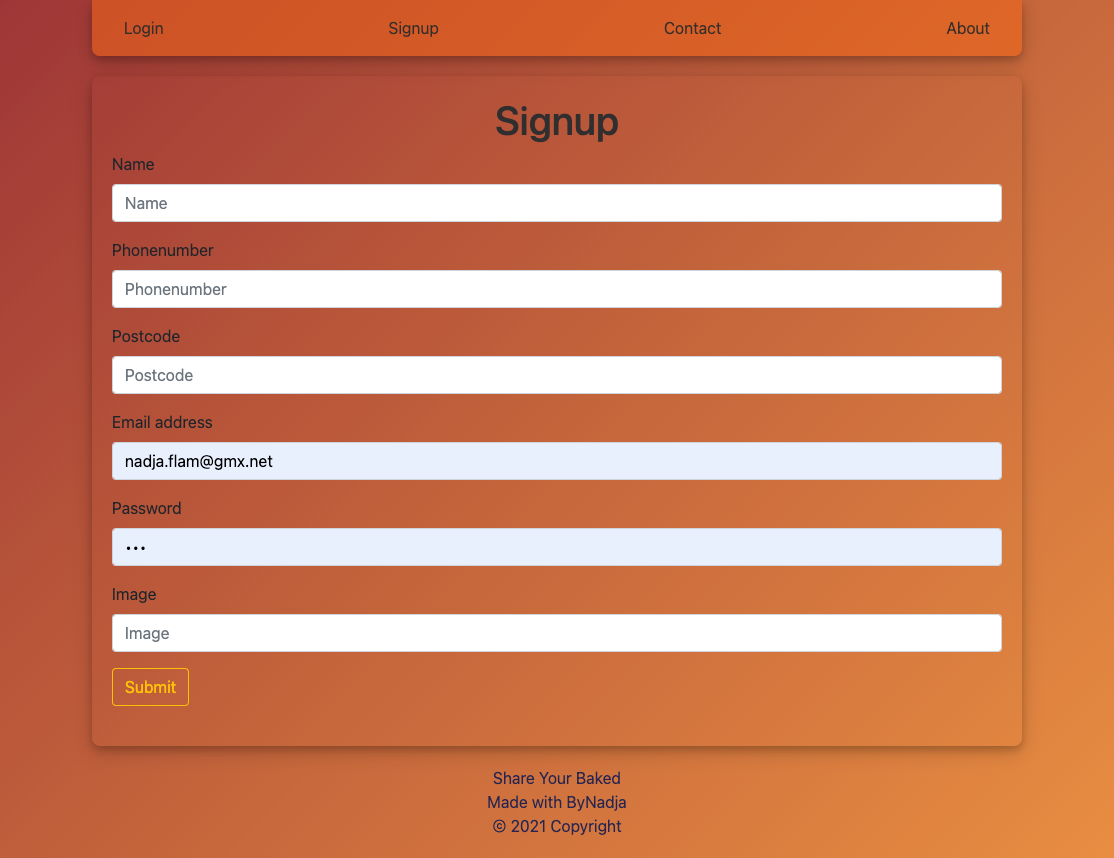 Login Signup Contact About
Signup
Name
Name
Phonenumber
Phonenumber
Postcode
Postcode
Email address
nadja.flam@gmx.net
Password
•••
Image
Image
Submit
Share Your Baked
Made with ByNadja
© 2021 Copyright